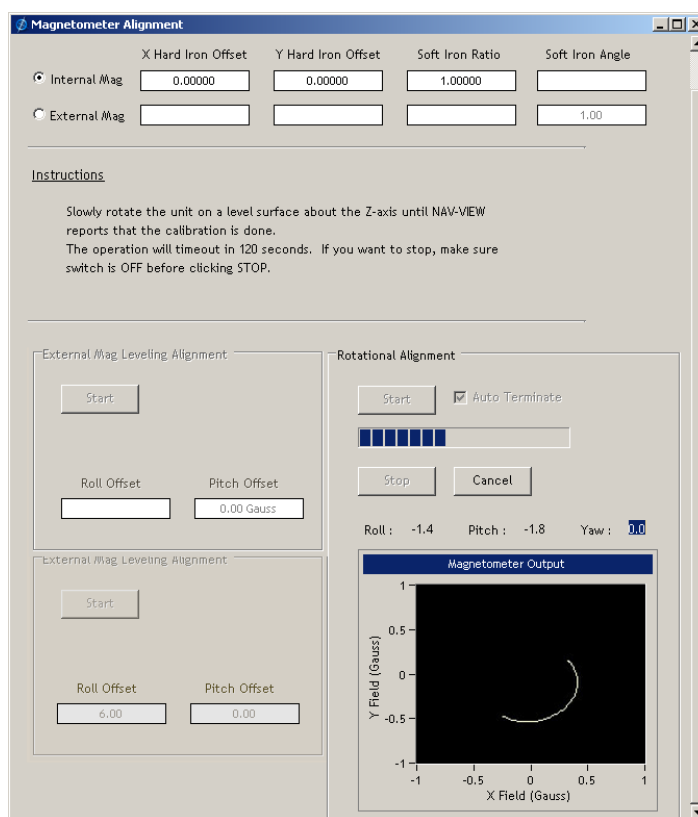 Magnetometer Alignment
X Hard Iron Offset Y Hard Iron Offset Soft Iron Ratio Soft Iron Angle
Internal Mag 0.00000 0.00000 1.00000
External Mag 1.00
Instructions
Slowly rotate the unit on a level surface about the Z-axis until NAV-VIEW
reports that the calibration is done.
The operation will timeout in 120 seconds. If you want to stop, make sure
switch is OFF before clicking STOP.
External Mag Leveling Alignment
Start
Roll Offset Pitch Offset
0.00 Gauss
External Mag Leveling Alignment
Start
Roll Offset Pitch Offset
6.00 0.00
Rotational Alignment
Start Auto Terminate
Stop Cancel
Roll : -1.4 Pitch : -1.8 Yaw : 0.0
Magnetometer Output
1
0.5
0
-0.5
-1
Y Field (Gauss)
-1 -0.5 0 0.5 1
X Field (Gauss)